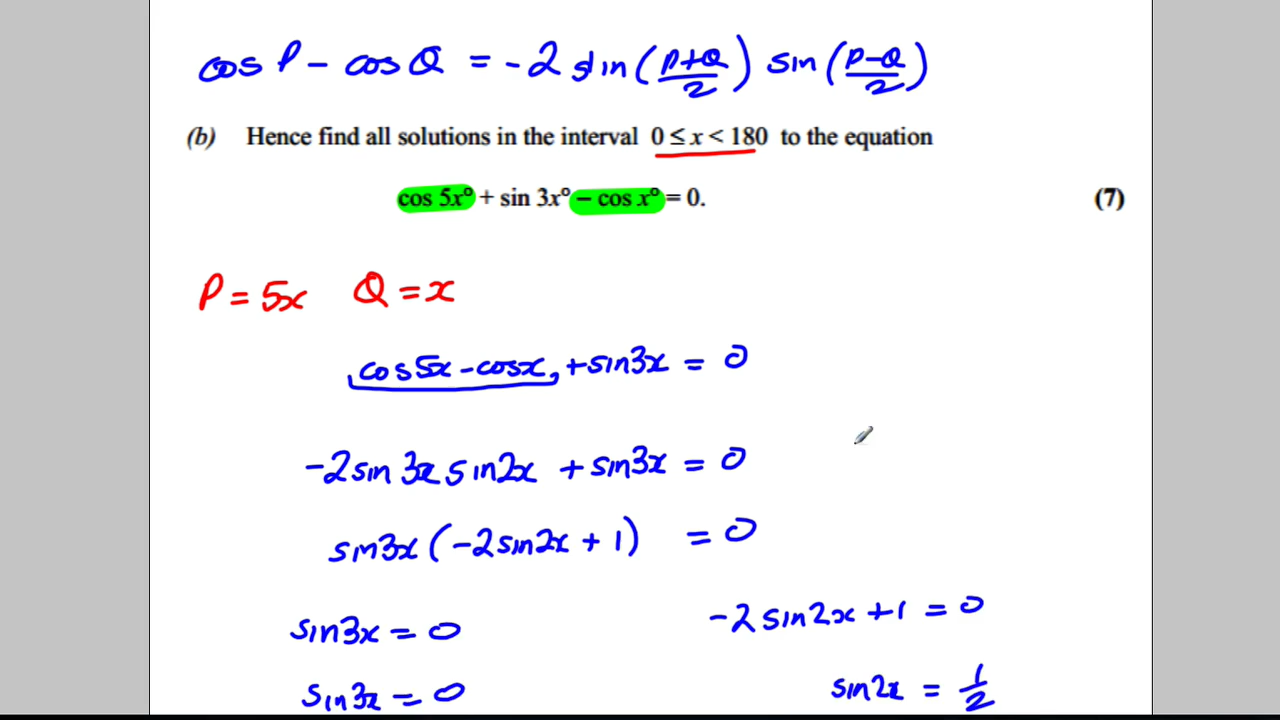 cos P - cos Q = -2 sin (P+Q/2) sin (P-Q/2)
(b) Hence find all solutions in the interval 0 ≤ x < 180 to the equation
cos 5x° + sin 3x° − cos x° = 0. (7)
P = 5x Q = x
cos5x - cosx + sin3x = 0
-2sin 3x sin2x + sin3x = 0
sin3x (-2sin2x + 1) = 0
sin3x = 0 -2sin2x + 1 = 0
sin3x = 0 sin2x = 1/2